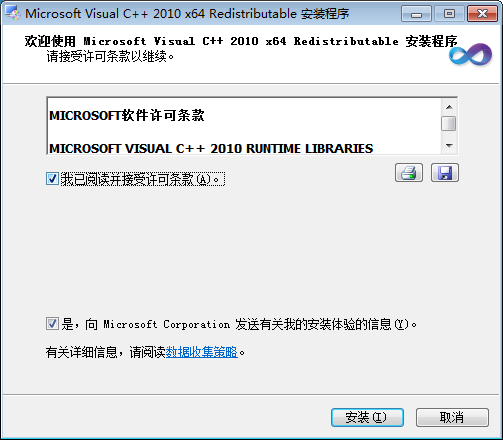 Microsoft Visual C++ 2010 x64 Redistributable 安装程序
欢迎使用 Microsoft Visual C++ 2010 x64 Redistributable 安装程序
请接受许可条款以继续。
MICROSOFT软件许可条款
MICROSOFT VISUAL C++ 2010 RUNTIME LIBRARIES
我已阅读并接受许可条款(A)。
是，向 Microsoft Corporation 发送有关我的安装体验的信息(Y)。
有关详细信息，请阅读数据收集策略。
安装(I)
取消